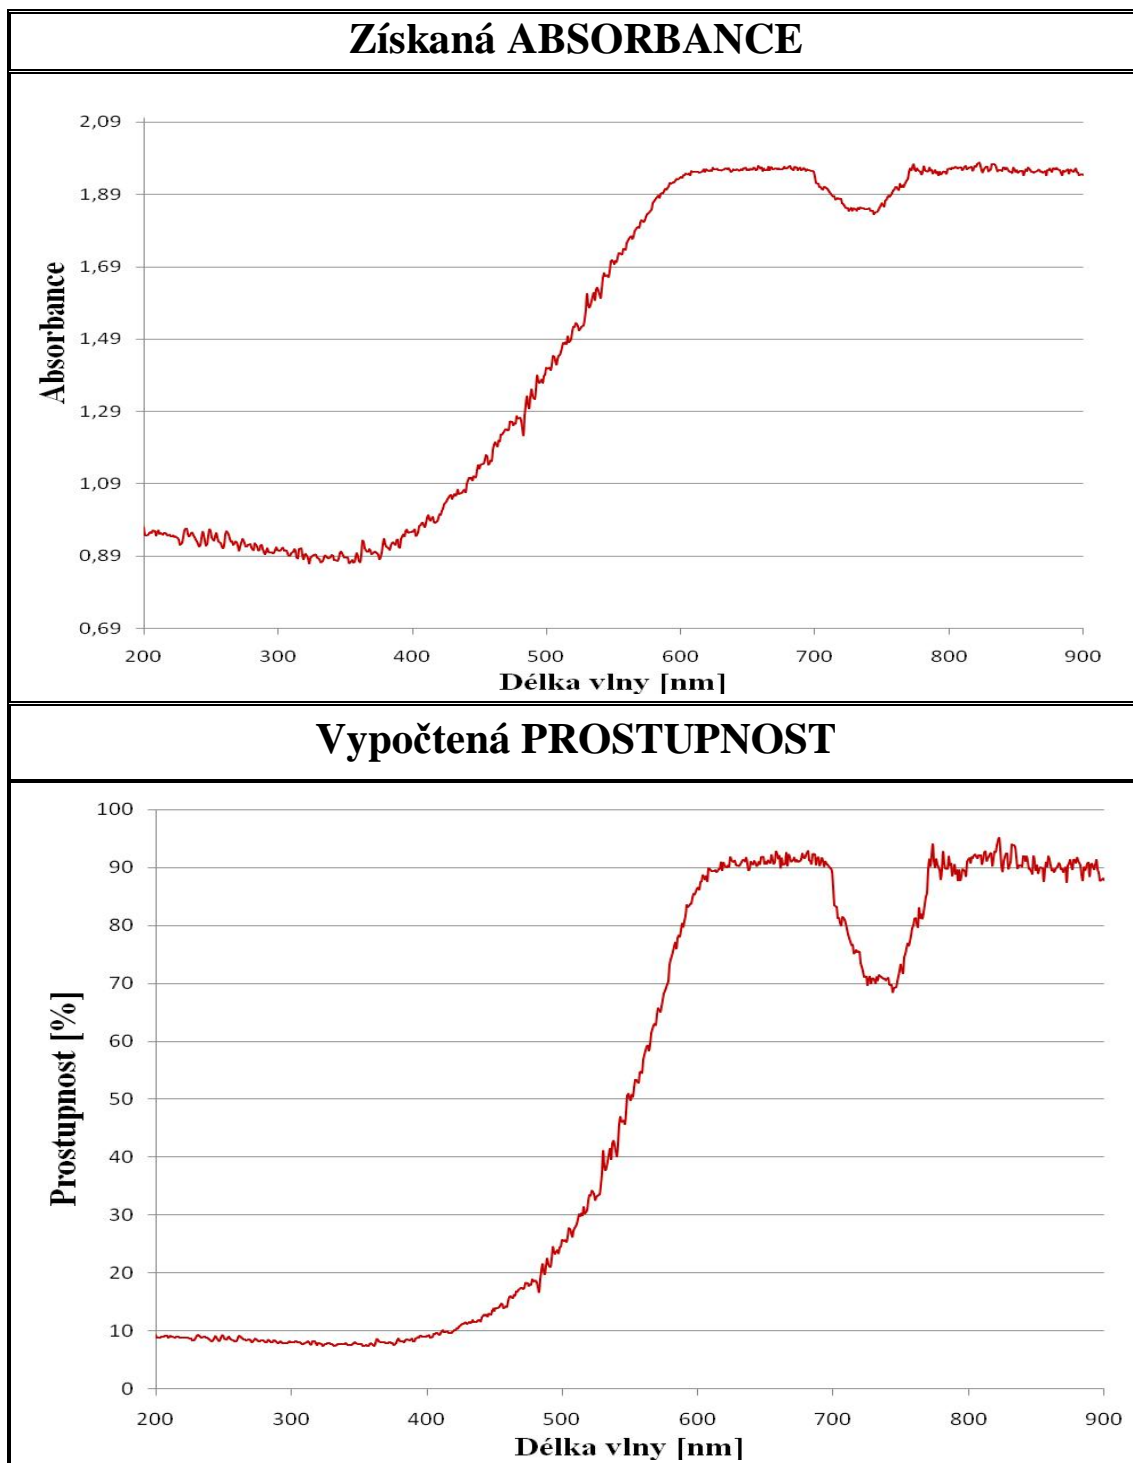 Získaná ABSORBANCE
2,09
1,89
1,69
1,49
1,29
1,09
0,89
0,69
Absorbance
200 300 400 500 600 700 800 900
Délka vlny [nm]
Vypočtená PROSTUPNOST
100
90
80
70
60
50
40
30
20
10
0
Prostupnost [%]
200 300 400 500 600 700 800 900
Délka vlny [nm]